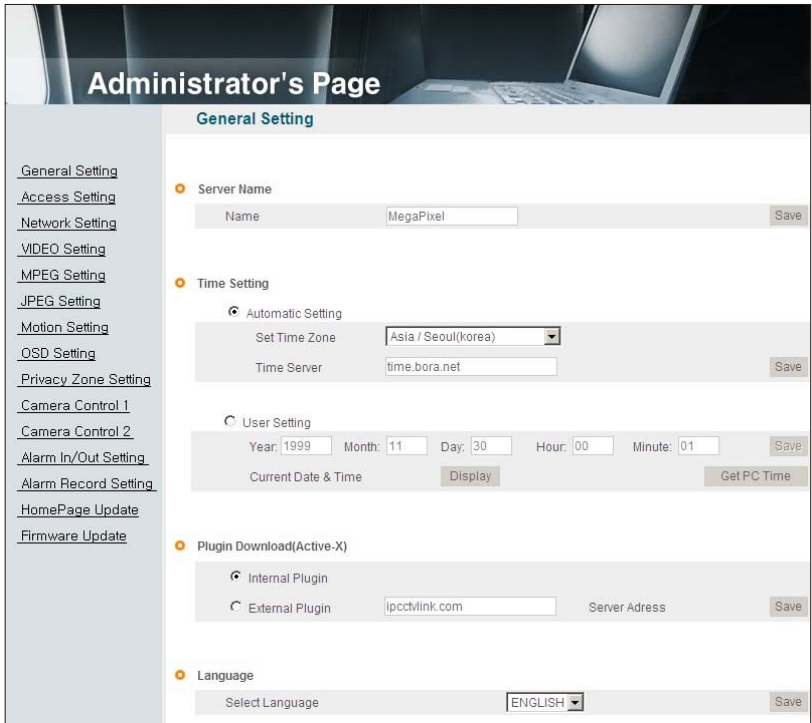 Administrator's Page
General Setting
General Setting
Access Setting
Network Setting
VIDEO Setting
MPEG Setting
JPEG Setting
Motion Setting
OSD Setting
Privacy Zone Setting
Camera Control 1
Camera Control 2
Alarm In/Out Setting
Alarm Record Setting
HomePage Update
Firmware Update
Server Name
Name MegaPixel Save
Time Setting
Automatic Setting
Set Time Zone Asia / Seoul(korea)
Time Server time.bora.net Save
User Setting
Year: 1999 Month: 11 Day: 30 Hour: 00 Minute: 01 Save
Current Date & Time Display Get PC Time
Plugin Download(Active-X)
Internal Plugin
External Plugin ipcctvlink.com Server Adress Save
Language
Select Language ENGLISH Save